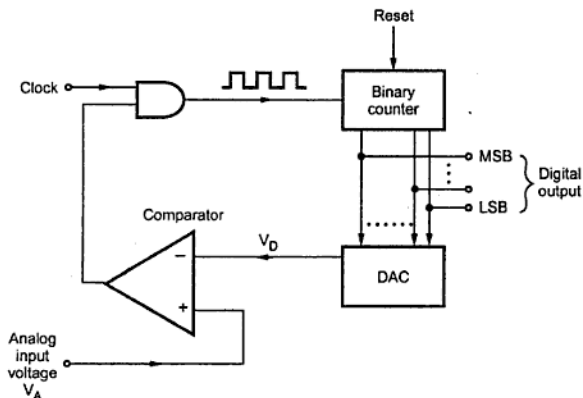 Reset
Clock
Binary
counter
MSB
Digital
output
LSB
Comparator
V_D
DAC
−
+
Analog
input
voltage
V_A